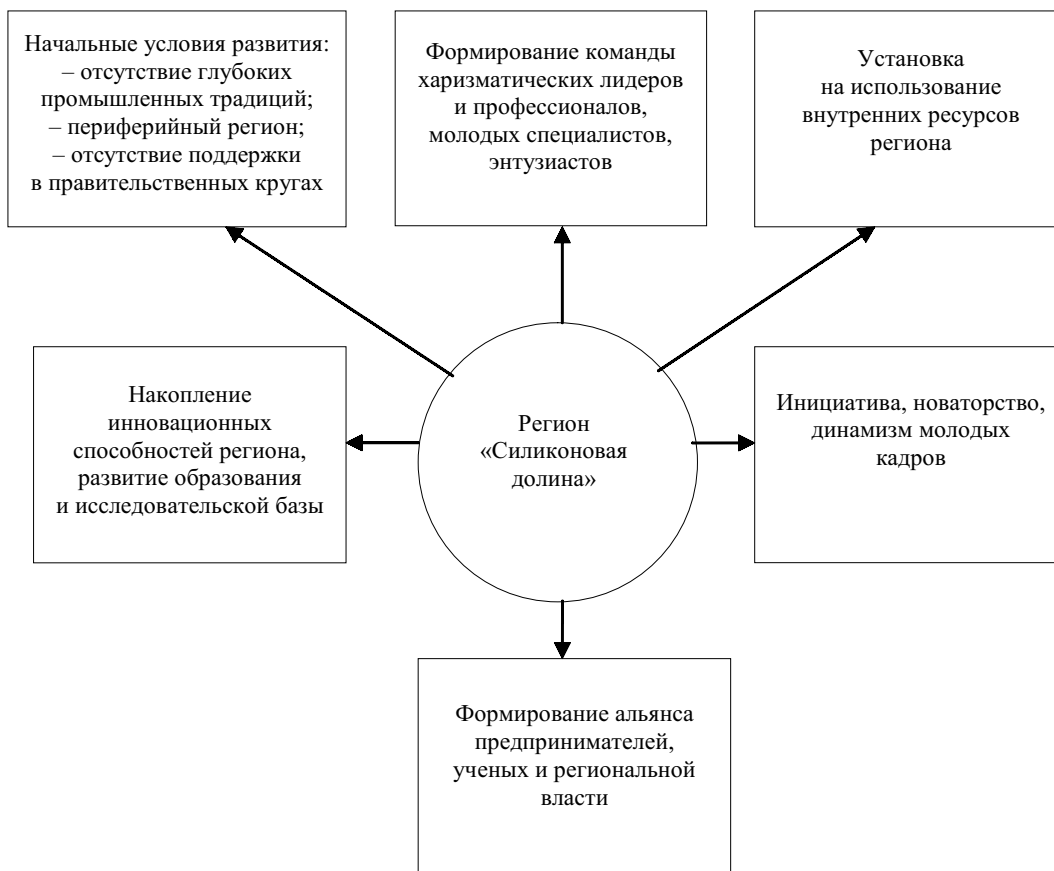 Начальные условия развития:
– отсутствие глубоких
промышленных традиций;
– периферийный регион;
– отсутствие поддержки
в правительственных кругах
Формирование команды
харизматических лидеров
и профессионалов,
молодых специалистов,
энтузиастов
Установка
на использование
внутренних ресурсов
региона
Накопление
инновационных
способностей региона,
развитие образования
и исследовательской базы
Регион
«Силиконовая
долина»
Инициатива, новаторство,
динамизм молодых
кадров
Формирование альянса
предпринимателей,
ученых и региональной
власти